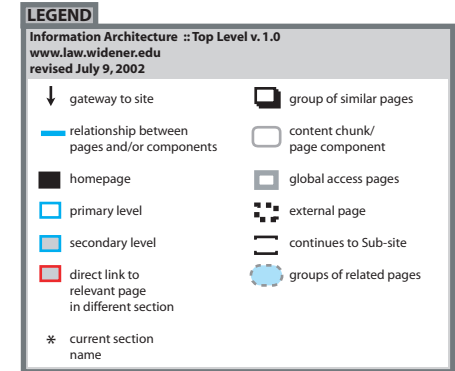 LEGEND
Information Architecture :: Top Level v. 1.0
www.law.widener.edu
revised July 9, 2002
gateway to site
relationship between
pages and/or components
homepage
primary level
secondary level
direct link to
relevant page
in different section
* current section
name
group of similar pages
content chunk/
page component
global access pages
external page
continues to Sub-site
groups of related pages